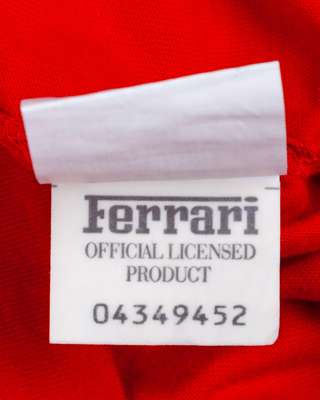 Ferrari
OFFICIAL LICENSED
PRODUCT
04349452